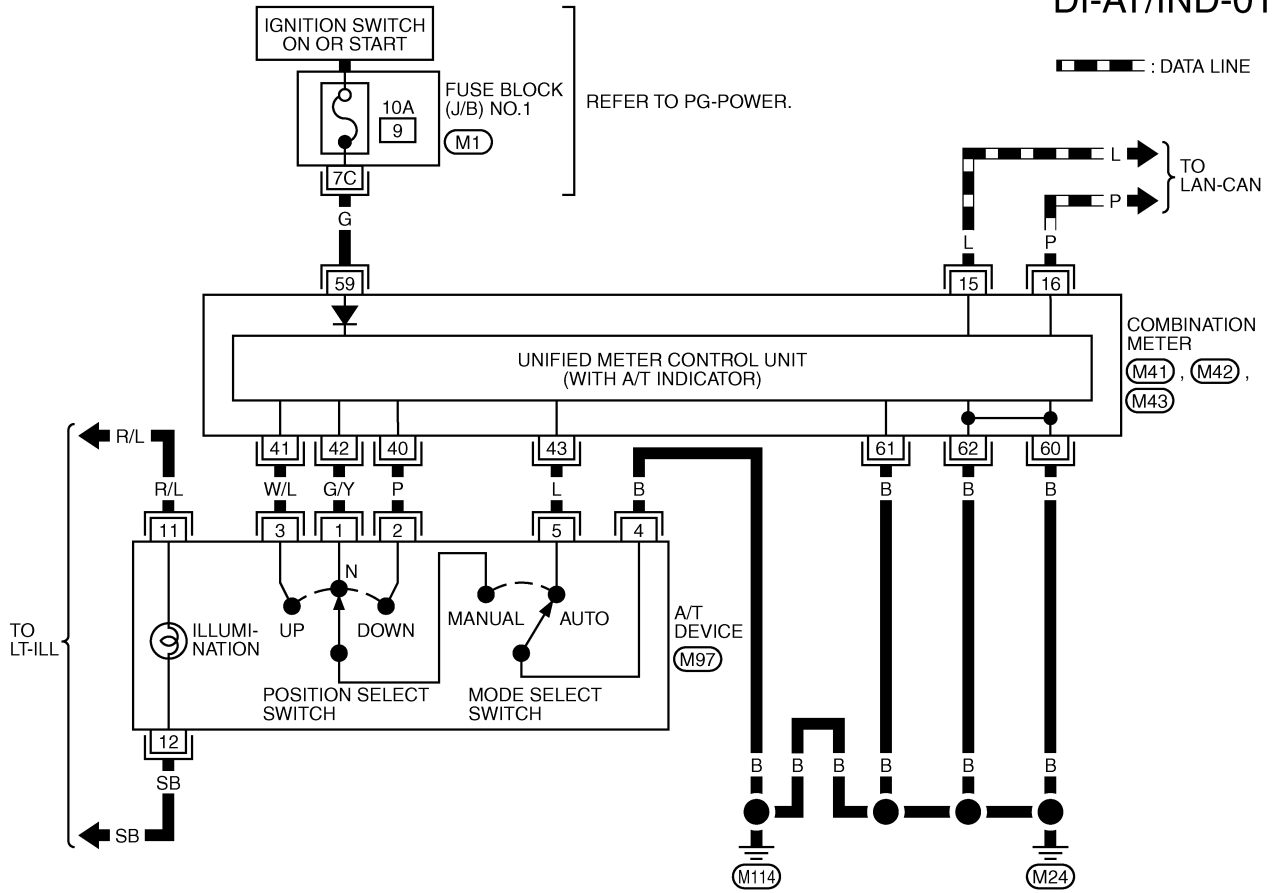 DI-AT/IND-01
IGNITION SWITCH
ON OR START
: DATA LINE
FUSE BLOCK
(J/B) NO.1
M1
10A
9
REFER TO PG-POWER.
7C
G
L
P
TO
LAN-CAN
L
P
59
15
16
UNIFIED METER CONTROL UNIT
(WITH A/T INDICATOR)
COMBINATION
METER
M41 , M42 ,
M43
R/L
41
42
40
43
61
62
60
R/L
W/L
G/Y
P
L
B
B
B
B
11
3
1
2
5
4
N
UP
DOWN
MANUAL
AUTO
ILLUMI-
NATION
A/T
DEVICE
M97
TO
LT-ILL
POSITION SELECT
SWITCH
MODE SELECT
SWITCH
12
SB
B
B
B
B
B
B
SB
M114
M24